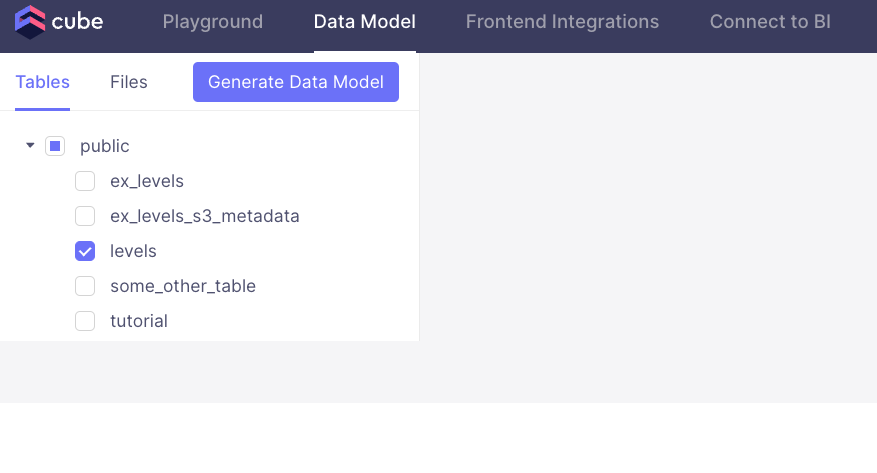 cube Playground Data Model Frontend Integrations Connect to BI
Tables Files Generate Data Model
public
ex_levels
ex_levels_s3_metadata
levels
some_other_table
tutorial